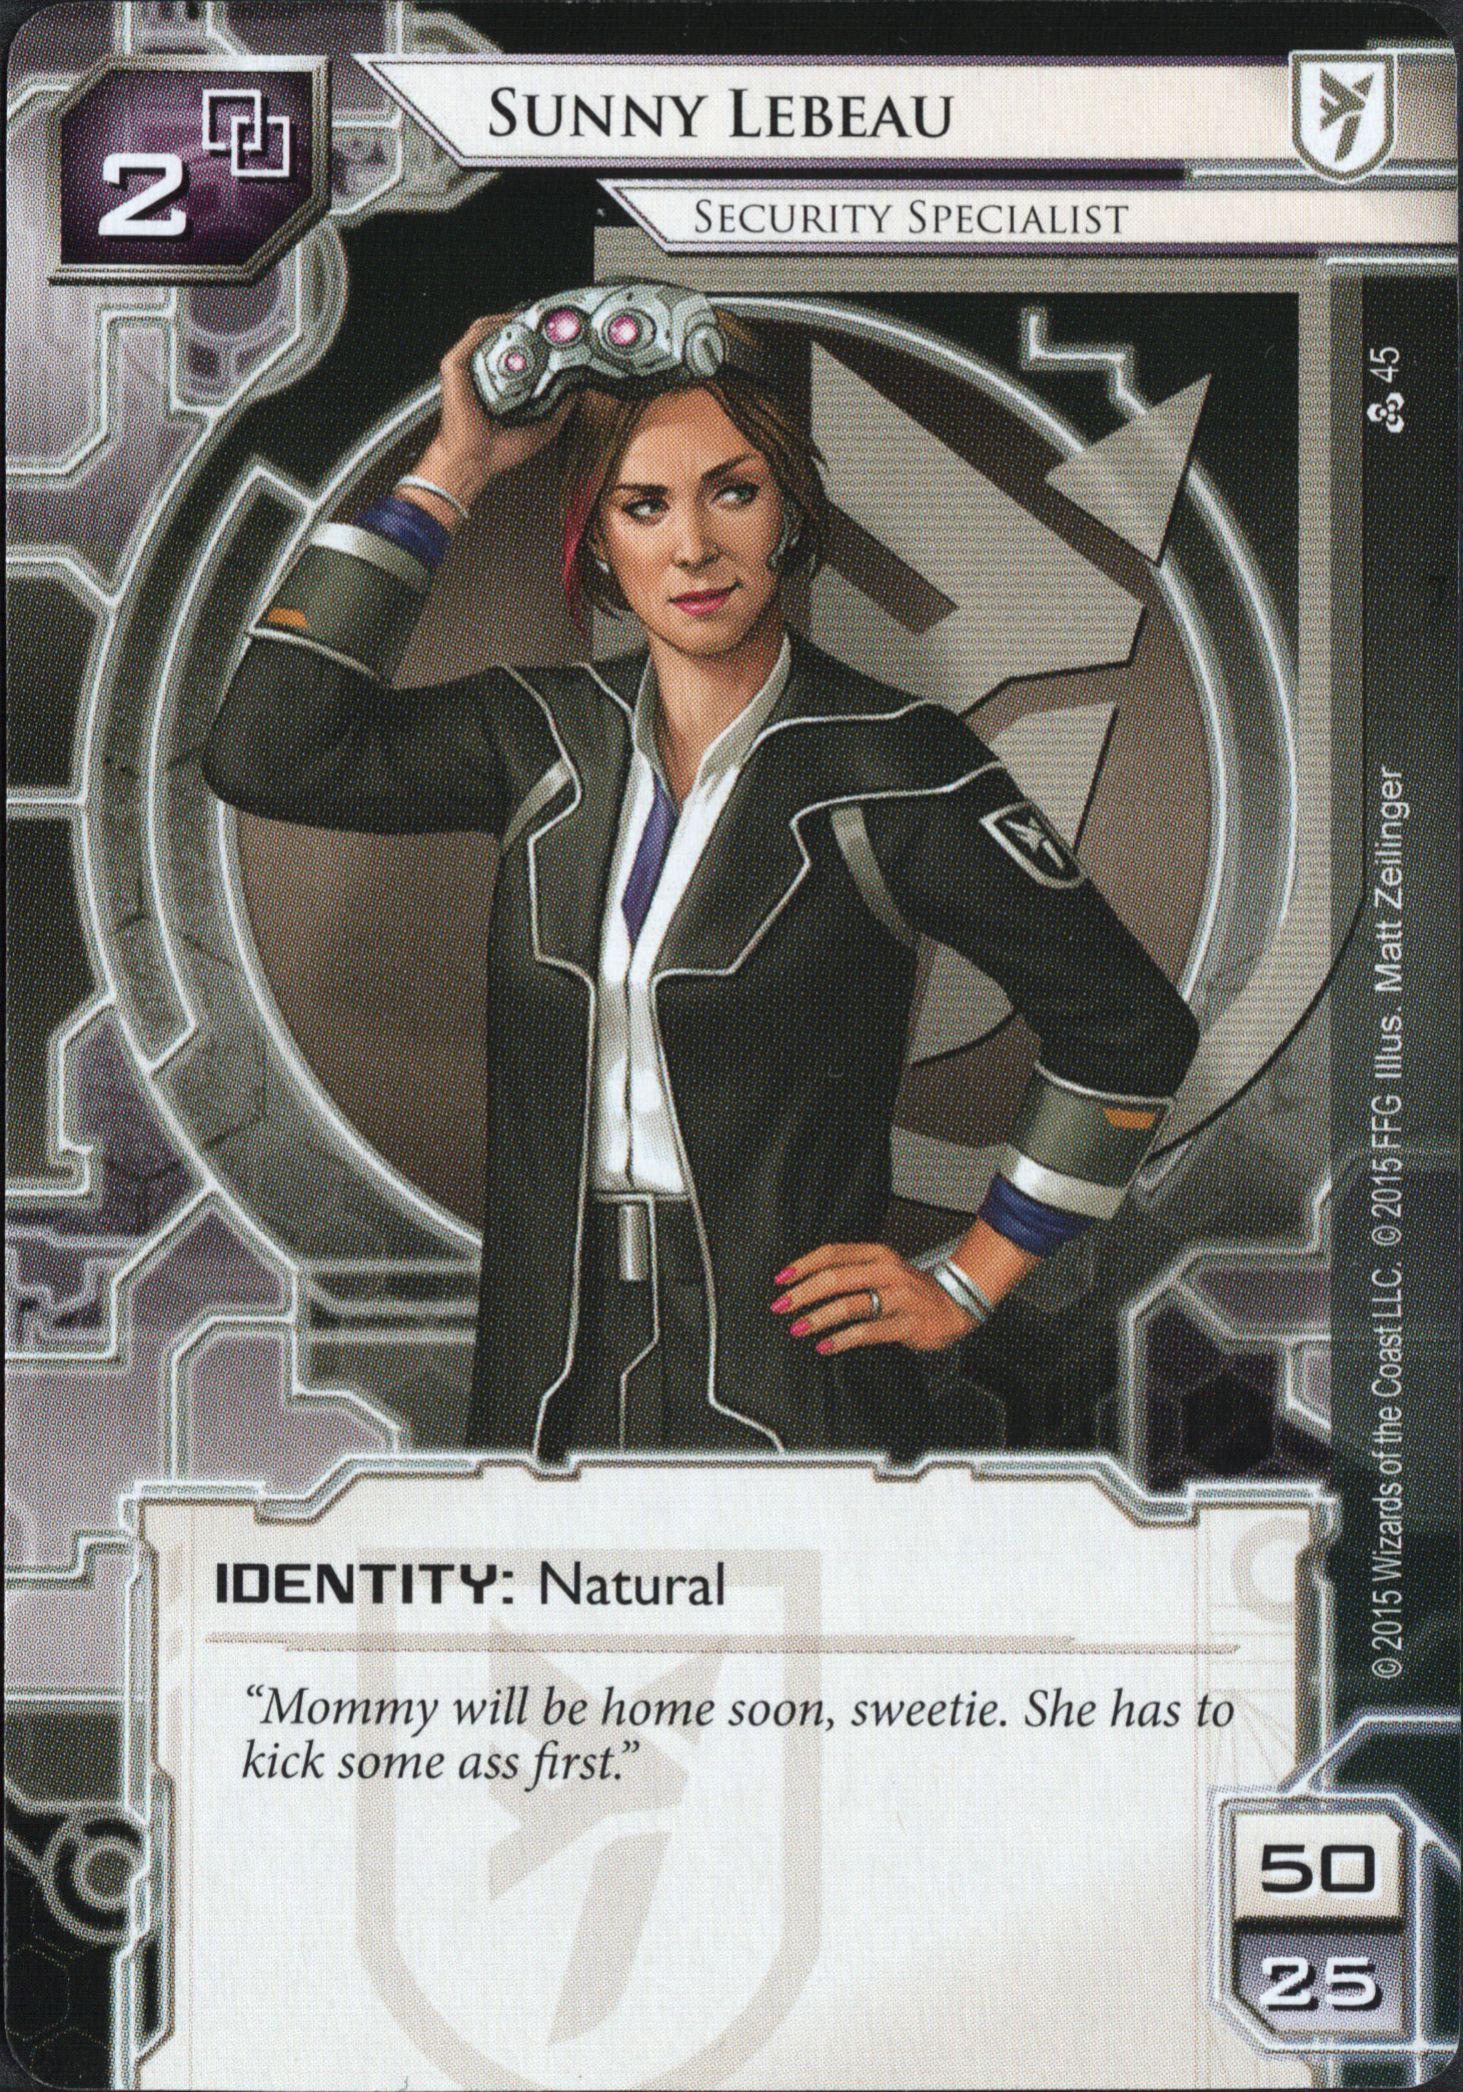 2
SUNNY LEBEAU
SECURITY SPECIALIST
45
© 2015 Wizards of the Coast LLC. © 2015 FFG Illus. Matt Zeilinger
IDENTITY: Natural
“Mommy will be home soon, sweetie. She has to
kick some ass first.”
50
25